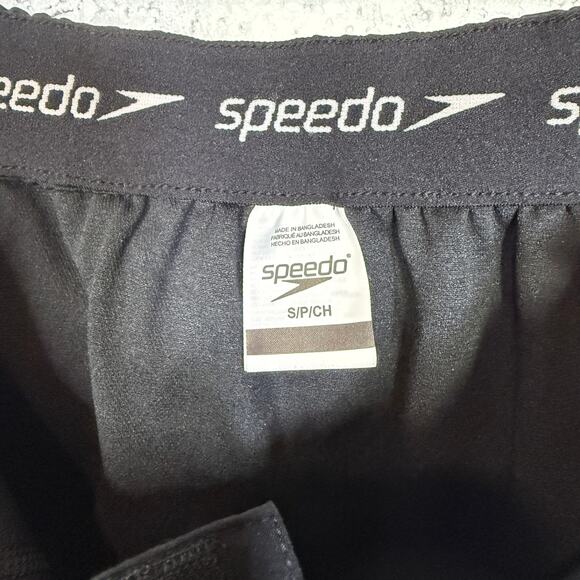 eedo speedo s
MADE IN BANGLADESH
FABRIQUÉ AU BANGLADESH
HECHO EN BANGLADESH
speedo®
S/P/CH